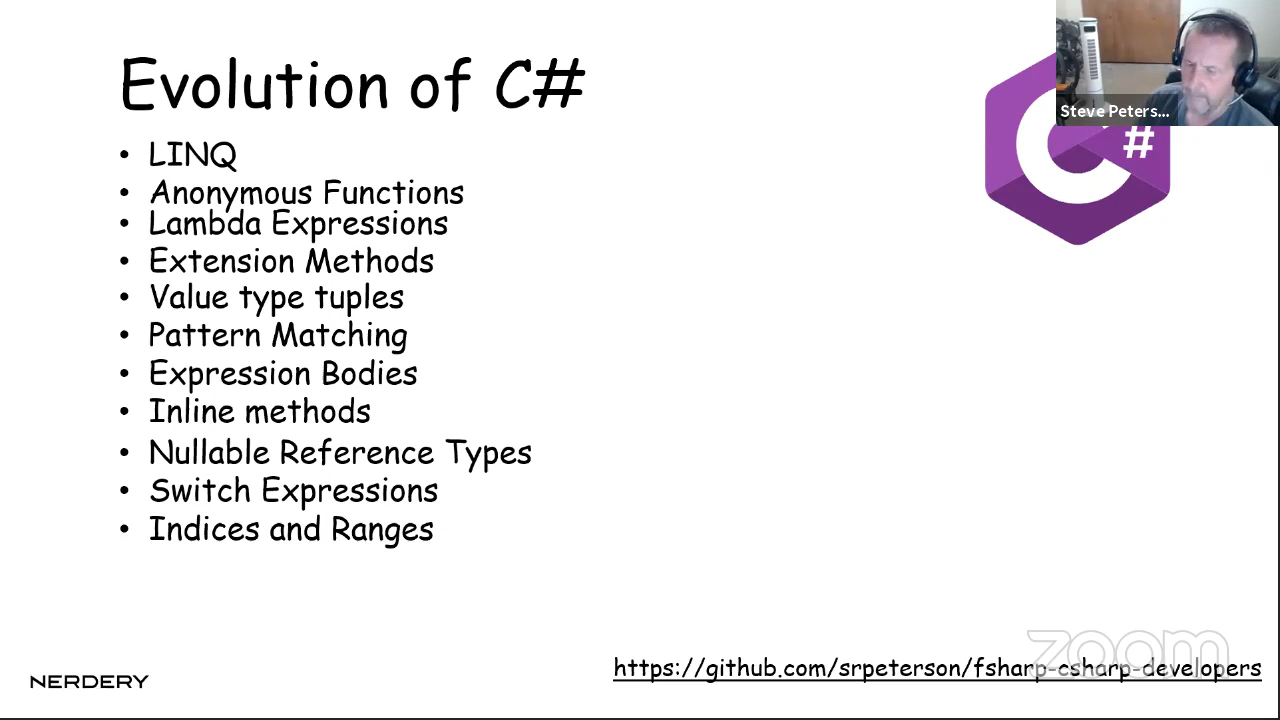 Evolution of C#
Steve Peters...
#
• LINQ
• Anonymous Functions
• Lambda Expressions
• Extension Methods
• Value type tuples
• Pattern Matching
• Expression Bodies
• Inline methods
• Nullable Reference Types
• Switch Expressions
• Indices and Ranges
zoom
https://github.com/srpeterson/fsharp-csharp-developers
NERDERY